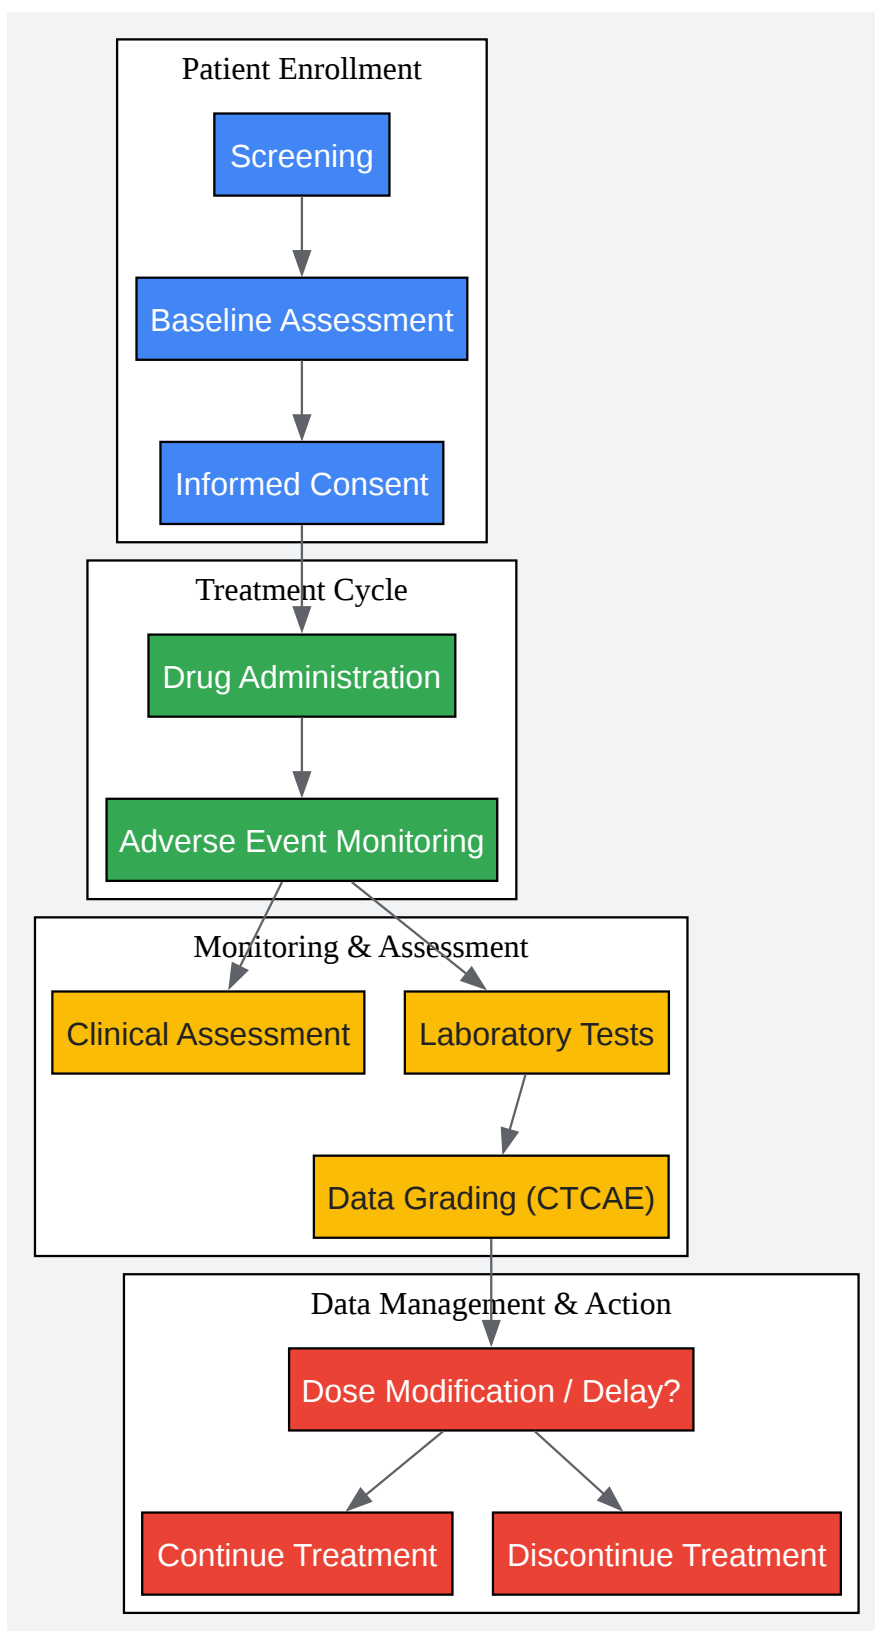 Patient Enrollment
Screening
Baseline Assessment
Informed Consent
Treatment Cycle
Drug Administration
Adverse Event Monitoring
Monitoring & Assessment
Clinical Assessment
Laboratory Tests
Data Grading (CTCAE)
Data Management & Action
Dose Modification / Delay?
Continue Treatment
Discontinue Treatment